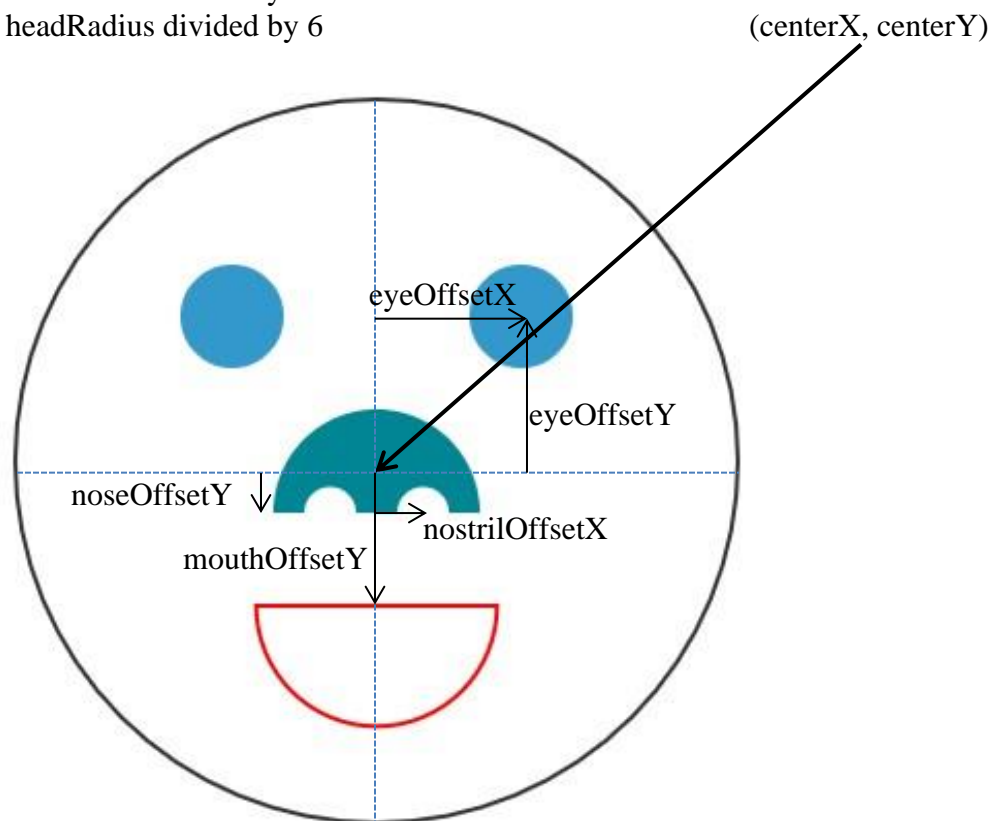 headRadius divided by 6
(centerX, centerY)
eyeOffsetX
eyeOffsetY
noseOffsetY
nostrilOffsetX
mouthOffsetY